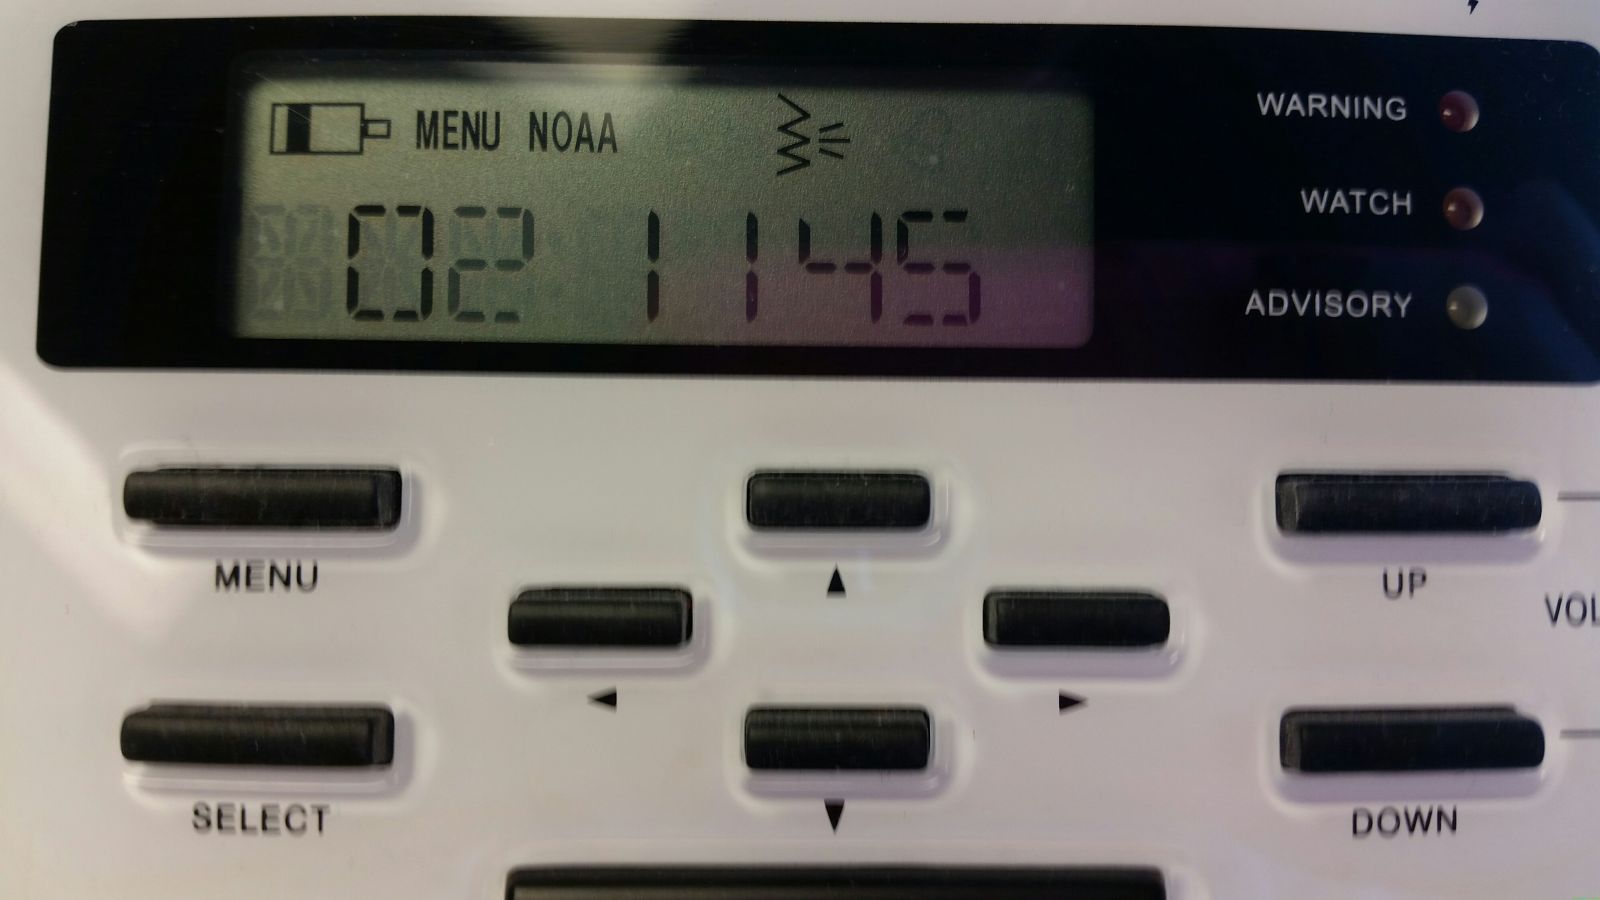 MENU NOAA
02 1145
WARNING
WATCH
ADVISORY
MENU
UP
VOL
SELECT
DOWN